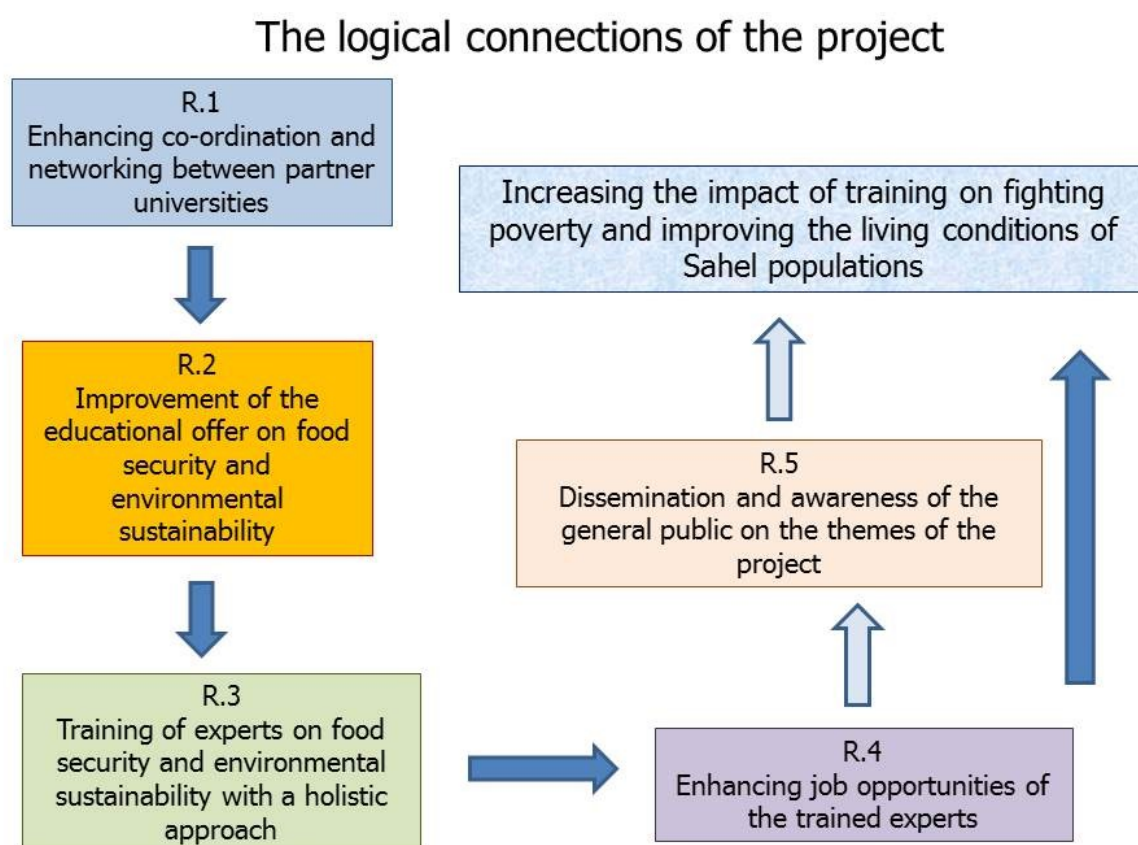 The logical connections of the project
R.1
Enhancing co-ordination and
networking between partner
universities
R.2
Improvement of the
educational offer on food
security and
environmental
sustainability
R.3
Training of experts on food
security and environmental
sustainability with a holistic
approach
R.4
Enhancing job opportunities of
the trained experts
R.5
Dissemination and awareness of the
general public on the themes of the
project
Increasing the impact of training on fighting
poverty and improving the living conditions of
Sahel populations